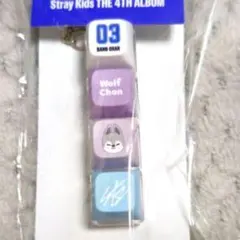 Stray Kids THE 4TH ALBUM
03
BANG CHAN
Wolf
Chan